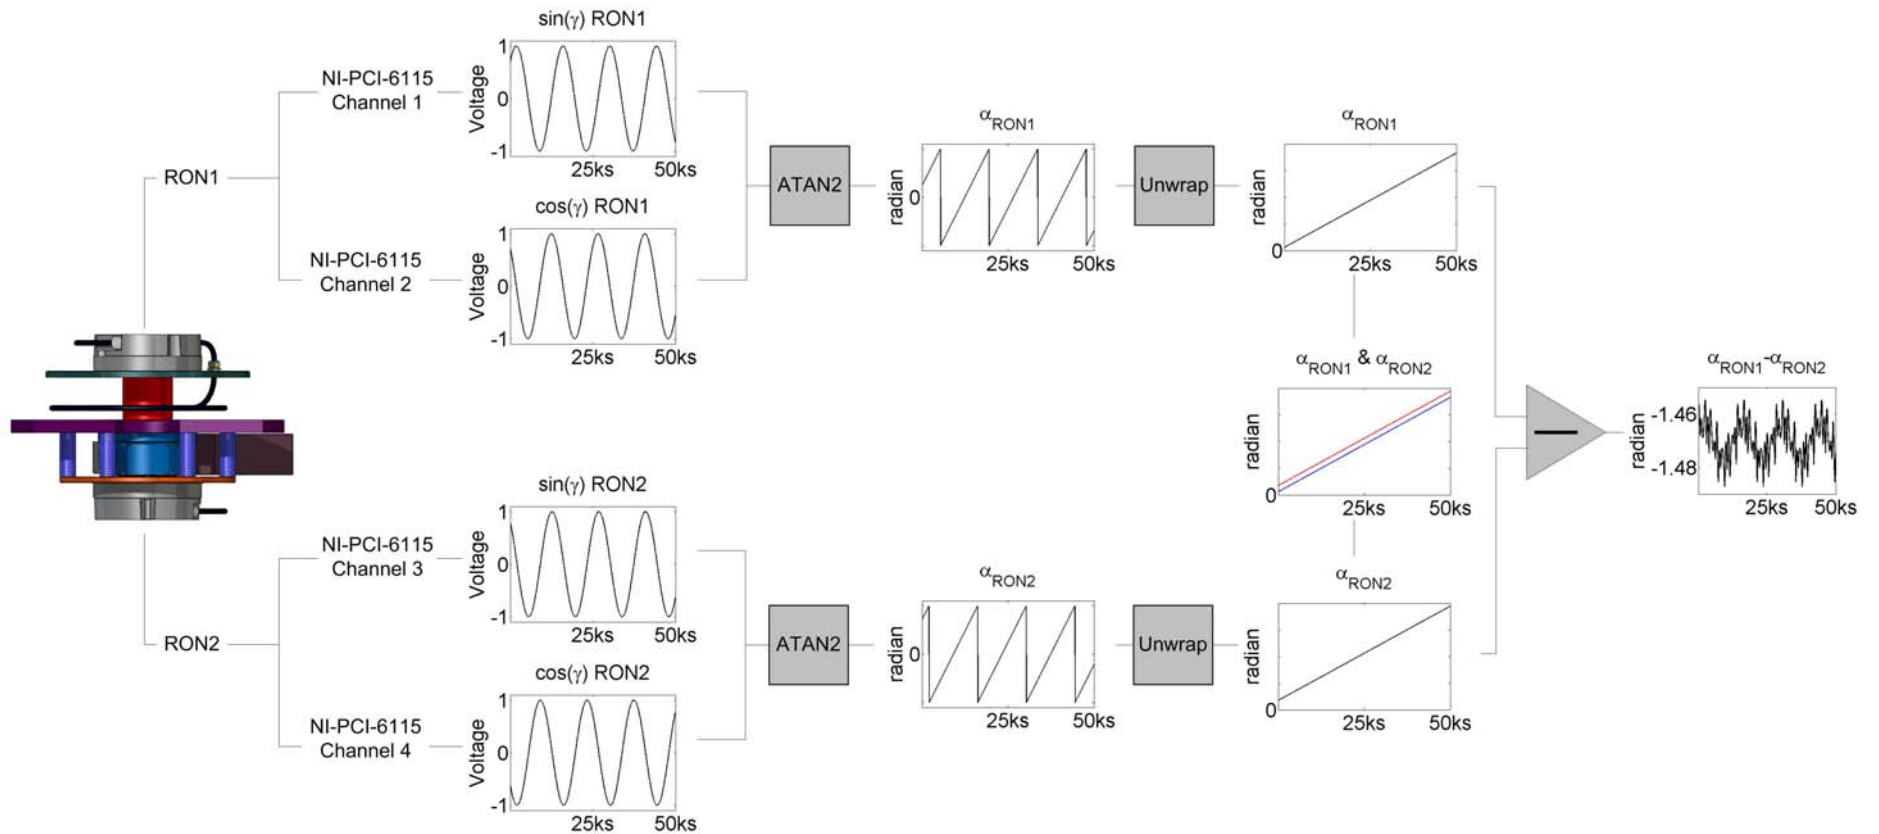 sin(γ) RON1
NI-PCI-6115
Channel 1
Voltage
1
0
-1
25ks
50ks
RON1
cos(γ) RON1
NI-PCI-6115
Channel 2
Voltage
1
0
-1
25ks
50ks
ATAN2
αRON1
radian
0
25ks
50ks
Unwrap
αRON1
radian
0
25ks
50ks
αRON1 & αRON2
radian
0
25ks
50ks
αRON1-αRON2
radian
-1.46
-1.48
25ks
50ks
sin(γ) RON2
NI-PCI-6115
Channel 3
Voltage
1
0
-1
25ks
50ks
RON2
cos(γ) RON2
NI-PCI-6115
Channel 4
Voltage
1
0
-1
25ks
50ks
ATAN2
αRON2
radian
0
25ks
50ks
Unwrap
αRON2
radian
0
25ks
50ks